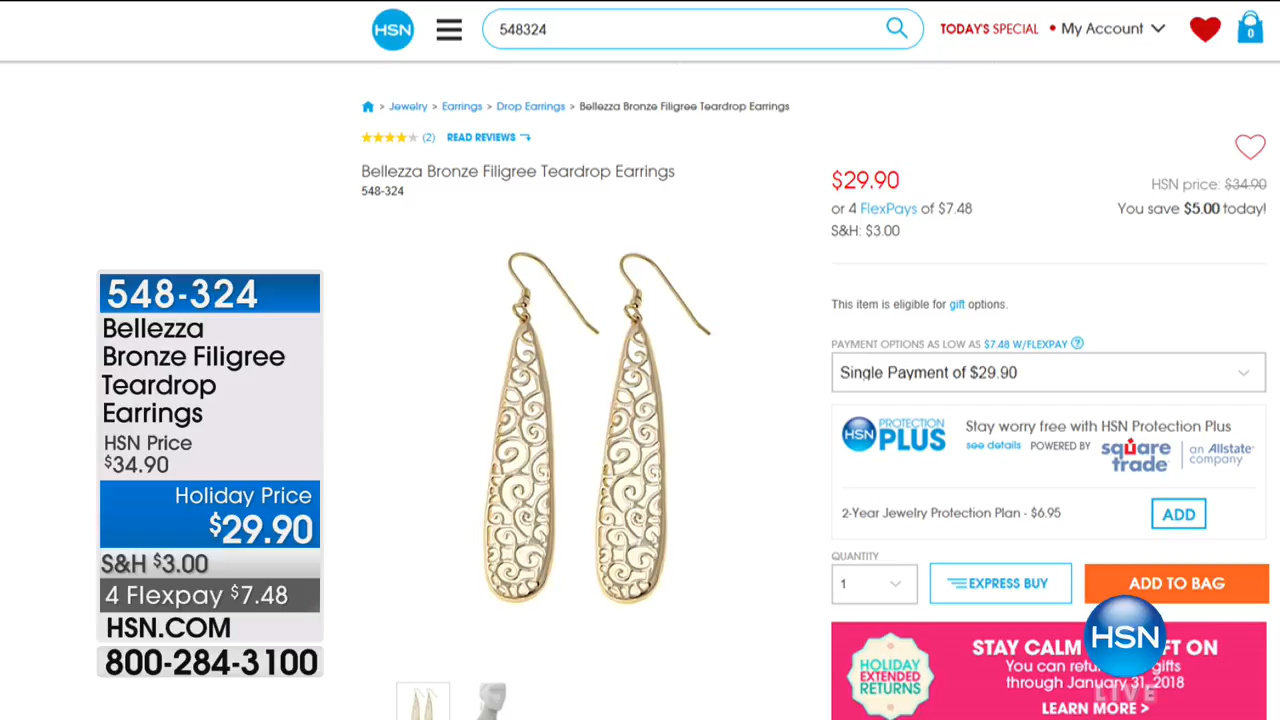 HSN
548324
TODAY'S SPECIAL • My Account
0
> Jewelry > Earrings > Drop Earrings > Bellezza Bronze Filigree Teardrop Earrings
(2) READ REVIEWS
Bellezza Bronze Filigree Teardrop Earrings
548-324
$29.90
HSN price: $34.90
or 4 FlexPays of $7.48
You save $5.00 today!
S&H: $3.00
This item is eligible for gift options.
PAYMENT OPTIONS AS LOW AS $7.48 W/FLEXPAY ?
Single Payment of $29.90
HSN PROTECTION PLUS
Stay worry free with HSN Protection Plus
see details POWERED BY square trade | an Allstate company
2-Year Jewelry Protection Plan - $6.95
ADD
QUANTITY
1
EXPRESS BUY
ADD TO BAG
HOLIDAY
EXTENDED
RETURNS
STAY CALM FT ON
You can retu gifts
through January 31, 2018
LEARN MORE >
HSN
LIVE
548-324
Bellezza
Bronze Filigree
Teardrop
Earrings
HSN Price
$34.90
Holiday Price
$29.90
S&H $3.00
4 Flexpay $7.48
HSN.COM
800-284-3100